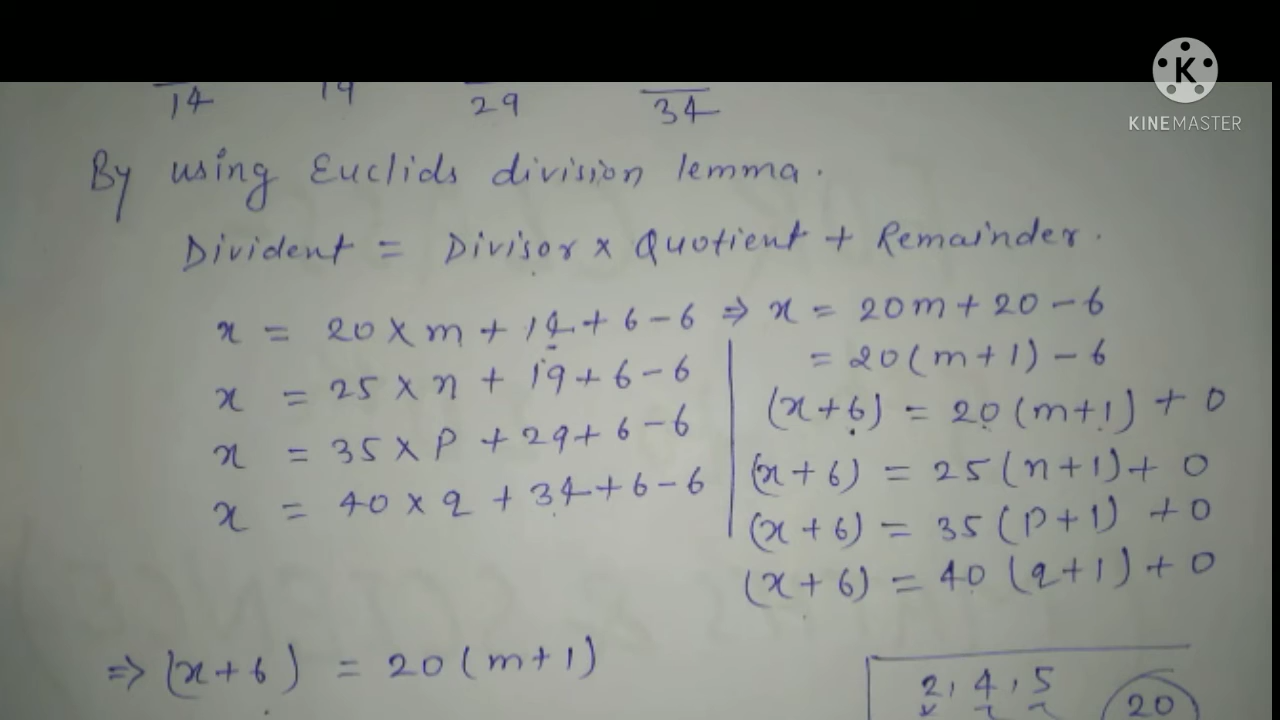 K
KINEMASTER
14 19 29 34
By using Euclids division lemma.
Divident = Divisor × Quotient + Remainder.
x = 20 × m + 14 + 6 - 6 ⇒ x = 20m + 20 - 6
= 20(m+1) - 6
x = 25 × n + 19 + 6 - 6
(x+6) = 20(m+1) + 0
x = 35 × p + 29 + 6 - 6
(x+6) = 25(n+1) + 0
x = 40 × q + 34 + 6 - 6
(x+6) = 35(p+1) + 0
(x+6) = 40(q+1) + 0
⇒ (x+6) = 20(m+1)
2, 4, 5
20